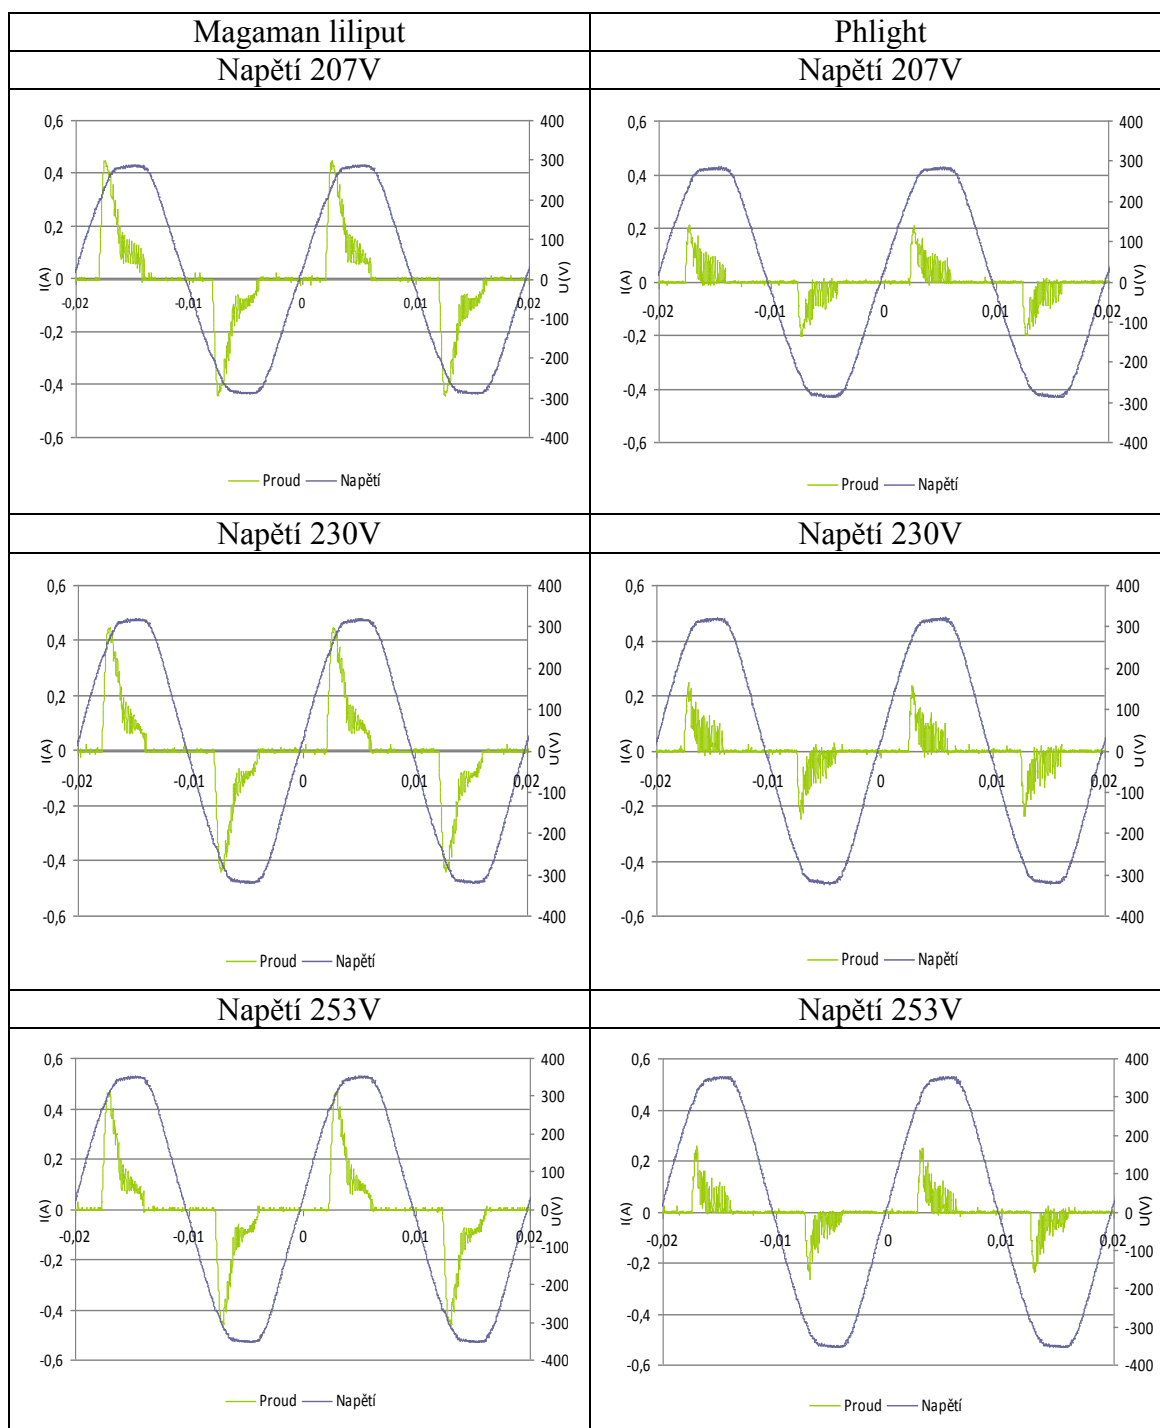 Magaman liliput Phlight
Napětí 207V Napětí 207V
0,6 400 0,6 400
300 300
0,4 0,4
200 200
0,2 0,2
100 100
0 0 0 0
-0,02 -0,01 0 0,01 0,02 -0,02 -0,01 0 0,01 0,02
I(A) U(V) I(A) U(V)
-100 -100
-0,2 -0,2
-200 -200
-0,4 -0,4
-300 -300
-0,6 -400 -0,6 -400
Proud Napětí Proud Napětí
Napětí 230V Napětí 230V
0,6 400 0,6 400
300 300
0,4 0,4
200 200
0,2 0,2
100 100
0 0 0 0
-0,02 -0,01 0 0,01 0,02 -0,02 -0,01 0 0,01 0,02
I(A) U(V) I(A) U(V)
-100 -100
-0,2 -0,2
-200 -200
-0,4 -0,4
-300 -300
-0,6 -400 -0,6 -400
Proud Napětí Proud Napětí
Napětí 253V Napětí 253V
0,6 400 0,6 400
300 300
0,4 0,4
200 200
0,2 0,2
100 100
0 0 0 0
-0,02 -0,01 0 0,01 0,02 -0,02 -0,01 0 0,01 0,02
I(A) U(V) I(A) U(V)
-100 -100
-0,2 -0,2
-200 -200
-0,4 -0,4
-300 -300
-0,6 -400 -0,6 -400
Proud Napětí Proud Napětí